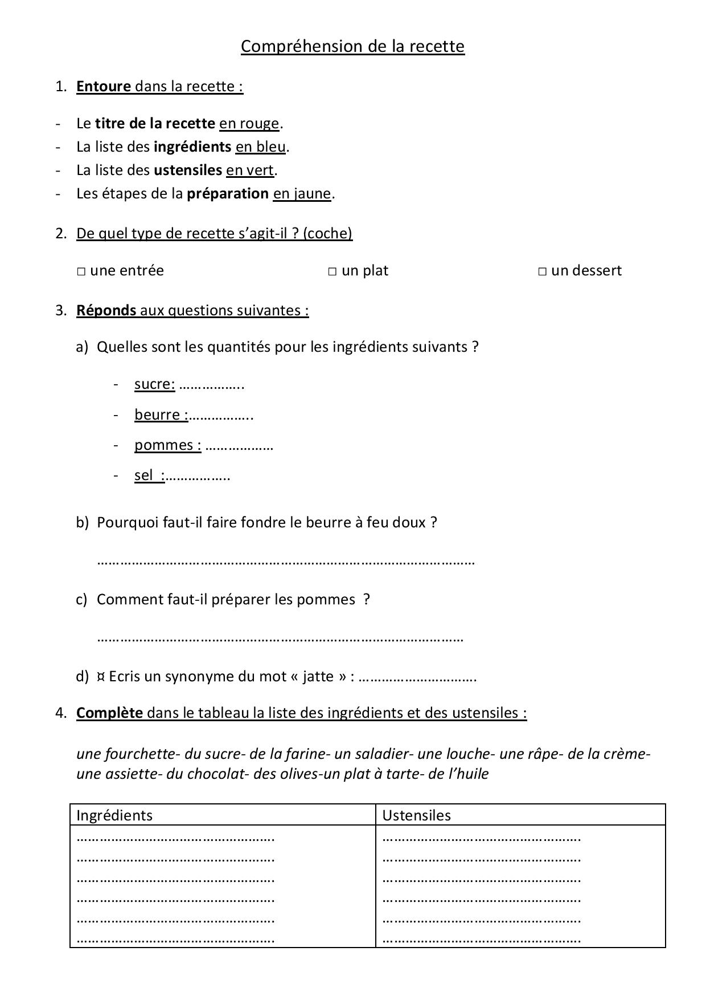 Compréhension de la recette
1. Entoure dans la recette :
- Le titre de la recette en rouge.
- La liste des ingrédients en bleu.
- La liste des ustensiles en vert.
- Les étapes de la préparation en jaune.
2. De quel type de recette s’agit-il ? (coche)
□ une entrée □ un plat □ un dessert
3. Réponds aux questions suivantes :
a) Quelles sont les quantités pour les ingrédients suivants ?
- sucre: ……………..
- beurre :……………..
- pommes : ………………
- sel  :……………..
b) Pourquoi faut-il faire fondre le beurre à feu doux ?
………………………………………………………………………………………
c) Comment faut-il préparer les pommes  ?
……………………………………………………………………………………
d) ¤ Ecris un synonyme du mot « jatte » : ………………………….
4. Complète dans le tableau la liste des ingrédients et des ustensiles :
une fourchette- du sucre- de la farine- un saladier- une louche- une râpe- de la crème-
une assiette- du chocolat- des olives-un plat à tarte- de l’huile
Ingrédients Ustensiles
……………………………………………. …………………………………………….
……………………………………………. …………………………………………….
……………………………………………. …………………………………………….
……………………………………………. …………………………………………….
……………………………………………. …………………………………………….
……………………………………………. …………………………………………….